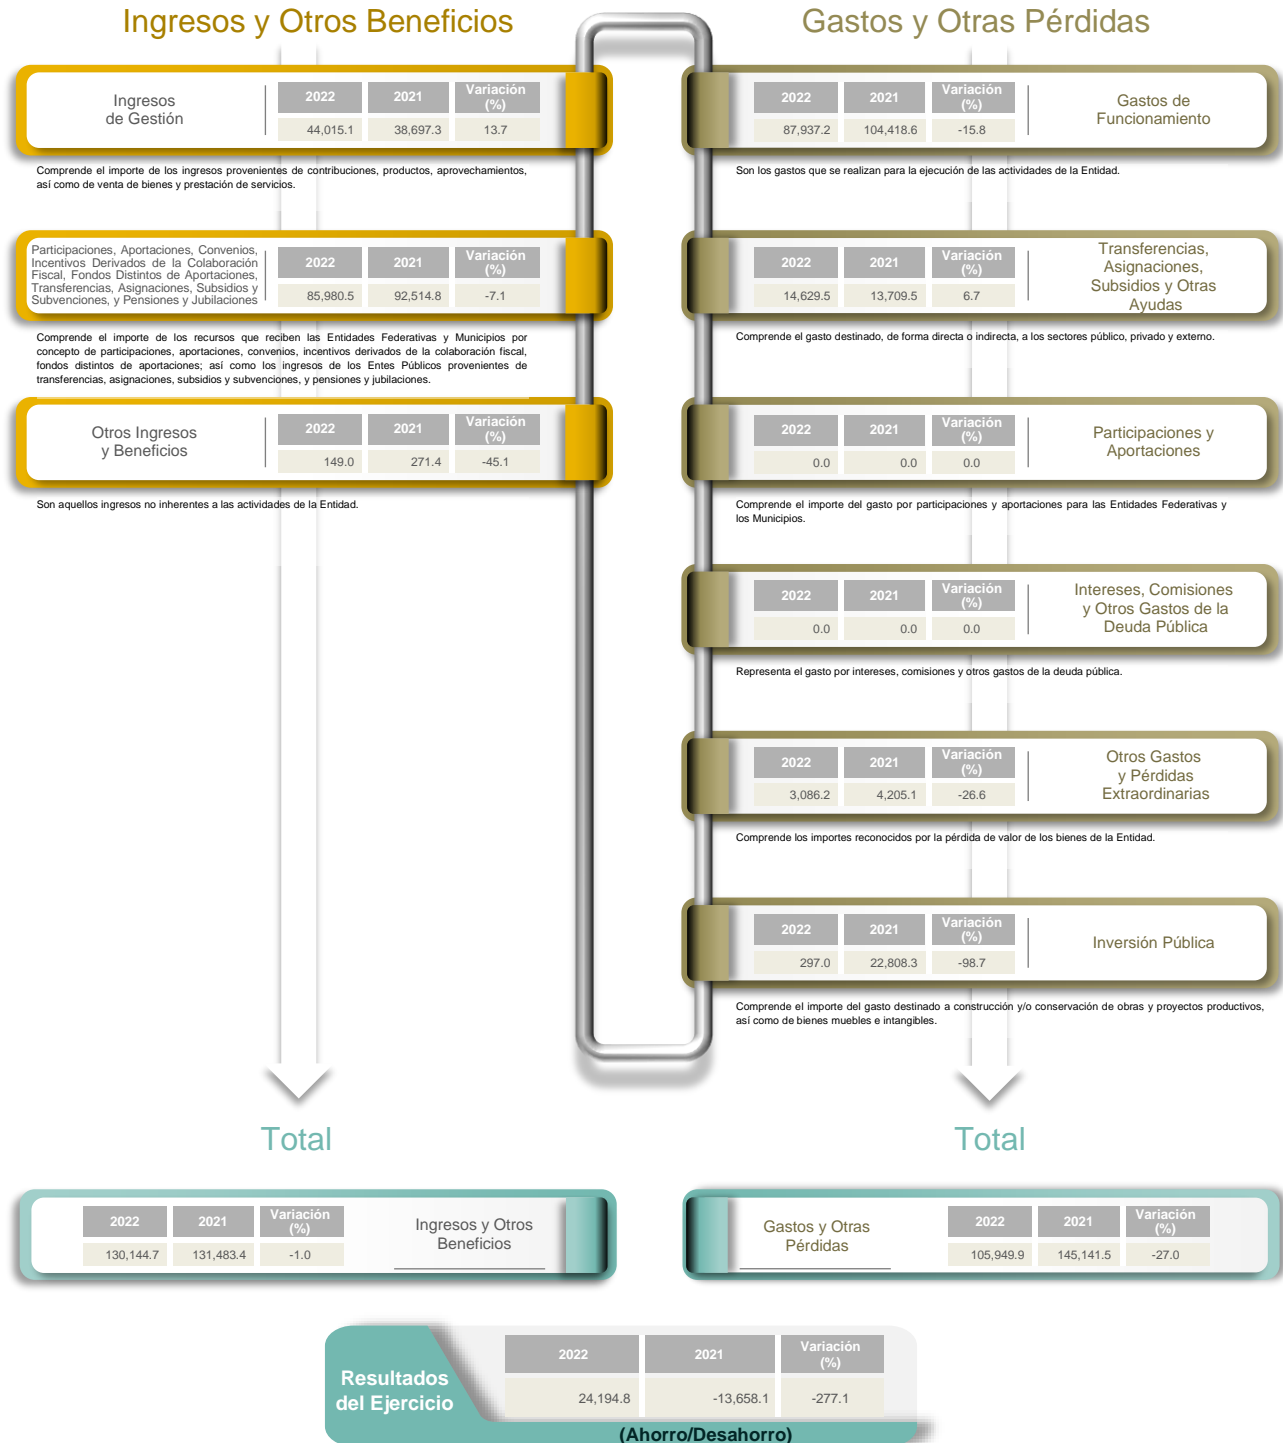 Ingresos y Otros Beneficios
Ingresos
de Gestión
2022 2021 Variación (%)
44,015.1 38,697.3 13.7
Comprende el importe de los ingresos provenientes de contribuciones, productos, aprovechamientos,
así como de venta de bienes y prestación de servicios.
Participaciones, Aportaciones, Convenios,
Incentivos Derivados de la Colaboración
Fiscal, Fondos Distintos de Aportaciones,
Transferencias, Asignaciones, Subsidios y
Subvenciones, y Pensiones y Jubilaciones
2022 2021 Variación (%)
85,980.5 92,514.8 -7.1
Comprende el importe de los recursos que reciben las Entidades Federativas y Municipios por
concepto de participaciones, aportaciones, convenios, incentivos derivados de la colaboración fiscal,
fondos distintos de aportaciones; así como los ingresos de los Entes Públicos provenientes de
transferencias, asignaciones, subsidios y subvenciones, y pensiones y jubilaciones.
Otros Ingresos
y Beneficios
2022 2021 Variación (%)
149.0 271.4 -45.1
Son aquellos ingresos no inherentes a las actividades de la Entidad.
Gastos y Otras Pérdidas
2022 2021 Variación (%)
87,937.2 104,418.6 -15.8
Gastos de
Funcionamiento
Son los gastos que se realizan para la ejecución de las actividades de la Entidad.
2022 2021 Variación (%)
14,629.5 13,709.5 6.7
Transferencias,
Asignaciones,
Subsidios y Otras
Ayudas
Comprende el gasto destinado, de forma directa o indirecta, a los sectores público, privado y externo.
2022 2021 Variación (%)
0.0 0.0 0.0
Participaciones y
Aportaciones
Comprende el importe del gasto por participaciones y aportaciones para las Entidades Federativas y
los Municipios.
2022 2021 Variación (%)
0.0 0.0 0.0
Intereses, Comisiones
y Otros Gastos de la
Deuda Pública
Representa el gasto por intereses, comisiones y otros gastos de la deuda pública.
2022 2021 Variación (%)
3,086.2 4,205.1 -26.6
Otros Gastos
y Pérdidas
Extraordinarias
Comprende los importes reconocidos por la pérdida de valor de los bienes de la Entidad.
2022 2021 Variación (%)
297.0 22,808.3 -98.7
Inversión Pública
Comprende el importe del gasto destinado a construcción y/o conservación de obras y proyectos productivos,
así como de bienes muebles e intangibles.
Total
2022 2021 Variación (%)
130,144.7 131,483.4 -1.0
Ingresos y Otros
Beneficios
Total
Gastos y Otras
Pérdidas
2022 2021 Variación (%)
105,949.9 145,141.5 -27.0
Resultados
del Ejercicio
2022 2021 Variación (%)
24,194.8 -13,658.1 -277.1
(Ahorro/Desahorro)